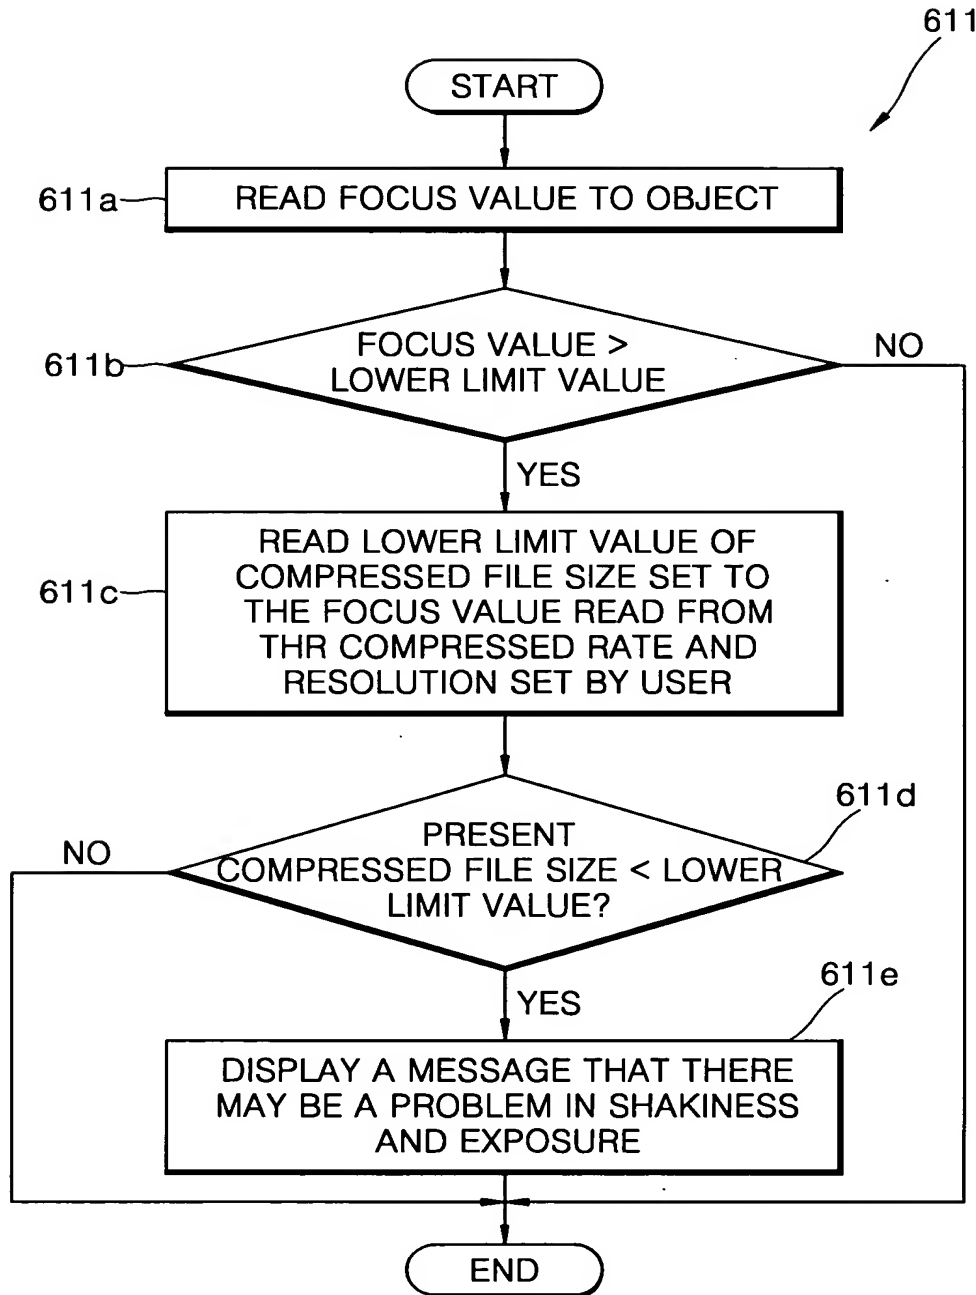 611
START
611a
READ FOCUS VALUE TO OBJECT
611b
FOCUS VALUE >
LOWER LIMIT VALUE
NO
YES
611c
READ LOWER LIMIT VALUE OF
COMPRESSED FILE SIZE SET TO
THE FOCUS VALUE READ FROM
THR COMPRESSED RATE AND
RESOLUTION SET BY USER
611d
NO
PRESENT
COMPRESSED FILE SIZE < LOWER
LIMIT VALUE?
YES
611e
DISPLAY A MESSAGE THAT THERE
MAY BE A PROBLEM IN SHAKINESS
AND EXPOSURE
END